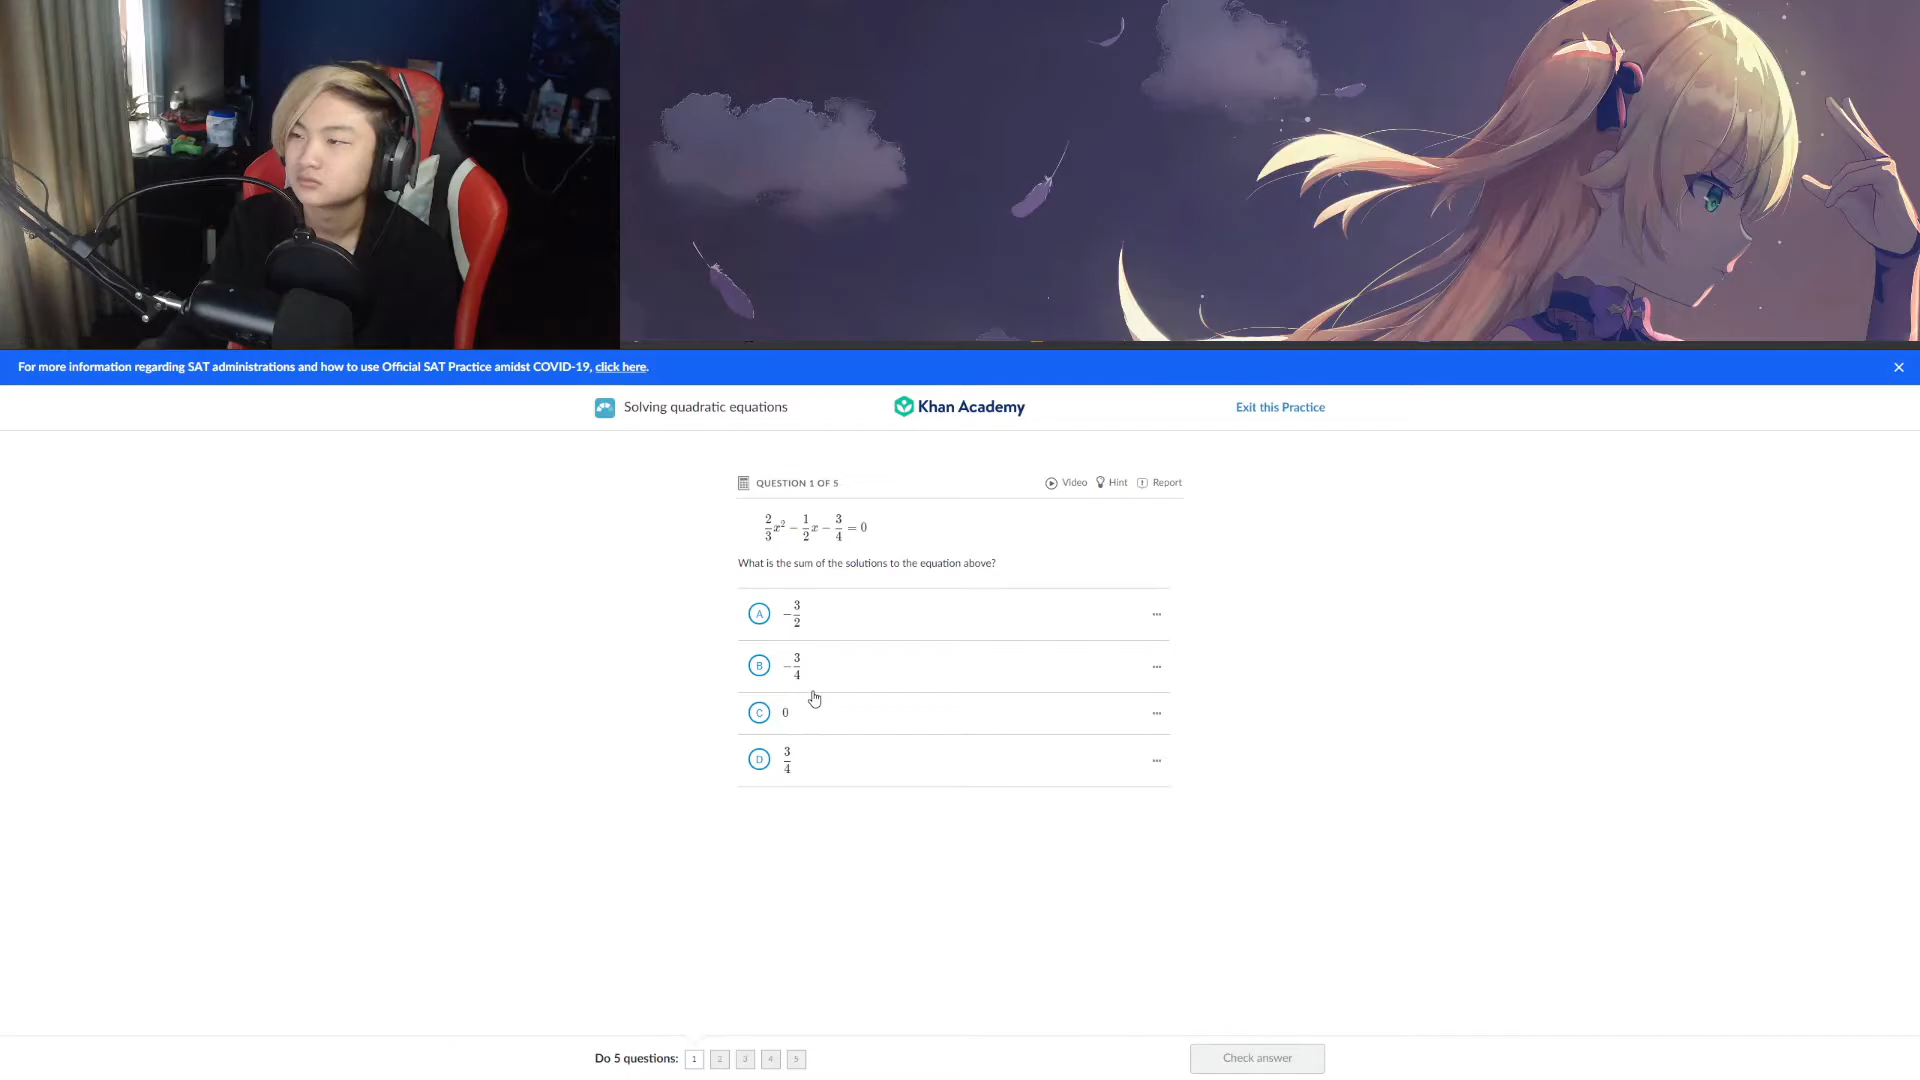 For more information regarding SAT administrations and how to use Official SAT Practice amidst COVID-19, click here.
Solving quadratic equations
Khan Academy
Exit this Practice
QUESTION 1 OF 5
Video
Hint
Report
2/3 x² − 1/2 x − 3/4 = 0
What is the sum of the solutions to the equation above?
A −3/2
B −3/4
C 0
D 3/4
Do 5 questions: 1 2 3 4 5
Check answer